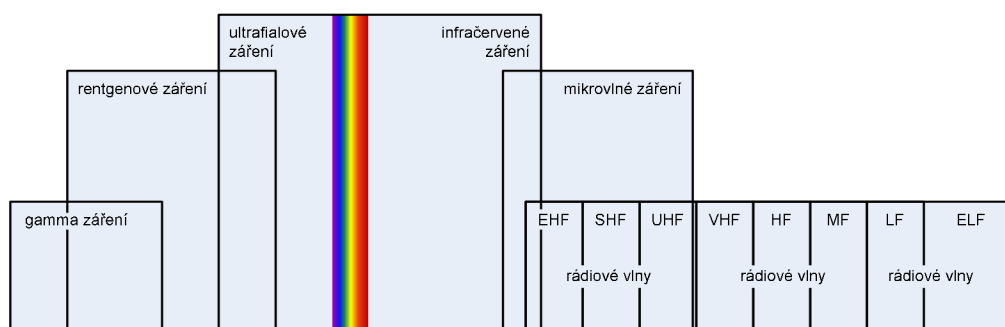 ultrafialové
záření
infračervené
záření
rentgenové záření
mikrovlné záření
gamma záření
EHF SHF UHF VHF HF MF LF ELF
rádiové vlny rádiové vlny rádiové vlny